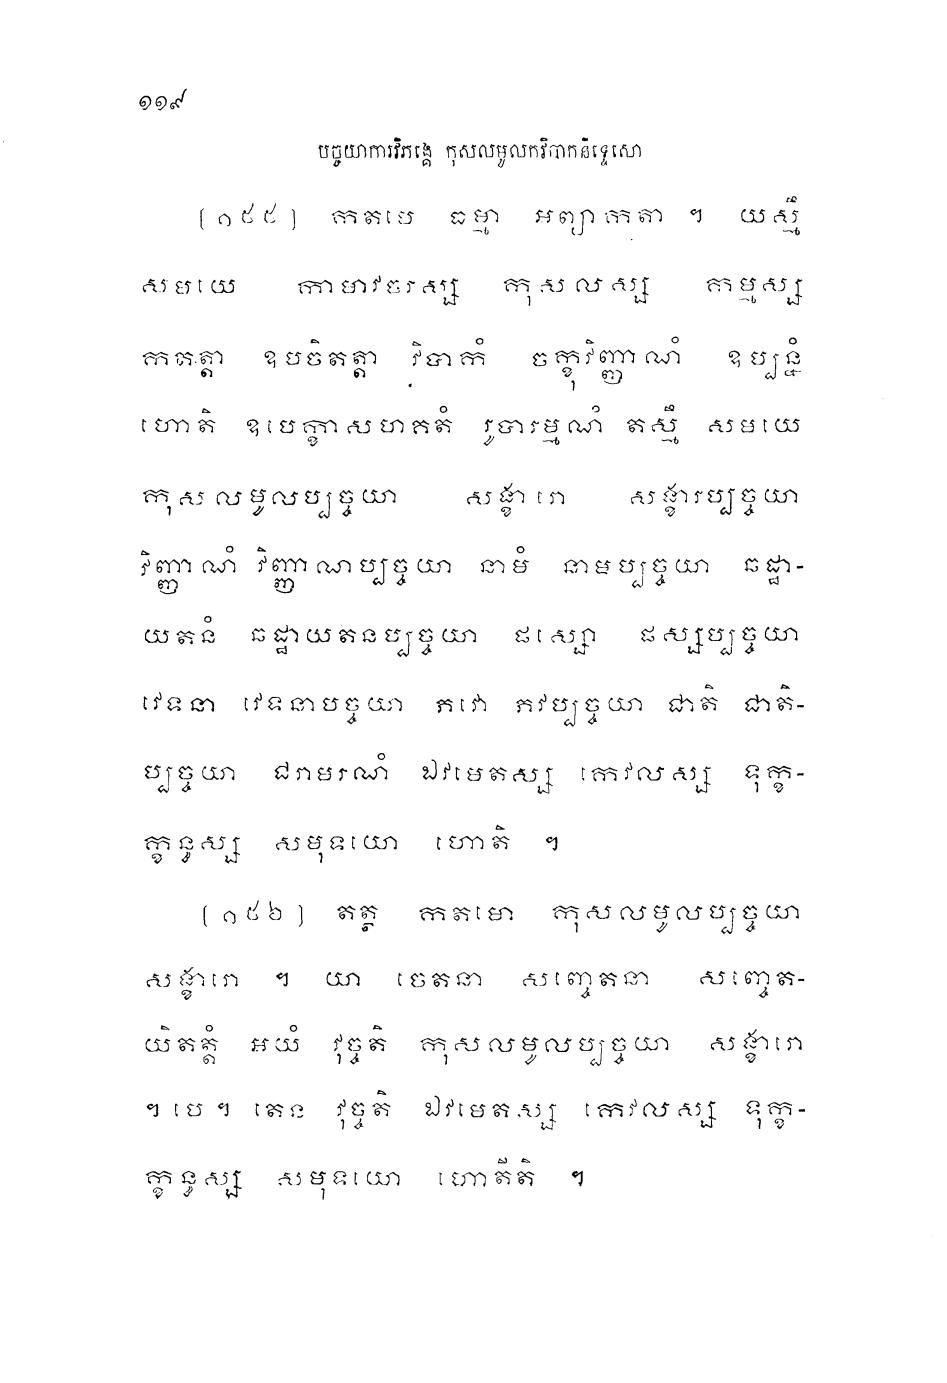 ១១៩
បច្ចយាការវិភង្គេ កុសលមូលកវិបាកនិទ្ទេសោ
(១៥៥) កតមេ ធម្មា អព្យាកតា ។ យស្មឹ
សមយេ កាមាវចរស្ស កុសលស្ស កម្មស្ស
កតត្តា ឧបចិតត្តា វិបាកំ ចក្ខុវិញ្ញាណំ ឧប្បន្នំ
ហោតិ ឧបេក្ខាសហគតំ រូបារម្មណំ តស្មឹ សមយេ
កុសលមូលប្បច្ចយា សង្ខារោ សង្ខារប្បច្ចយា
វិញ្ញាណំ វិញ្ញាណប្បច្ចយា នាមំ នាមប្បច្ចយា ឆដ្ឋា-
យតនំ ឆដ្ឋាយតនប្បច្ចយា ផស្សោ ផស្សប្បច្ចយា
វេទនា វេទនាបច្ចយា ភវោ ភវប្បច្ចយា ជាតិ ជាតិ-
ប្បច្ចយា ជរាមរណំ ឯវមេតស្ស កេវលស្ស ទុក្ខ-
ក្ខន្ធស្ស សមុទយោ ហោតិ ។
(១៥៦) តត្ថ កតមោ កុសលមូលប្បច្ចយា
សង្ខារោ ។ យា ចេតនា សញ្ចេតនា សញ្ចេត-
យិតត្តំ អយំ វុច្ចតិ កុសលមូលប្បច្ចយា សង្ខារោ
។ បេ ។ តេន វុច្ចតិ ឯវមេតស្ស កេវលស្ស ទុក្ខ-
ក្ខន្ធស្ស សមុទយោ ហោតីតិ ។